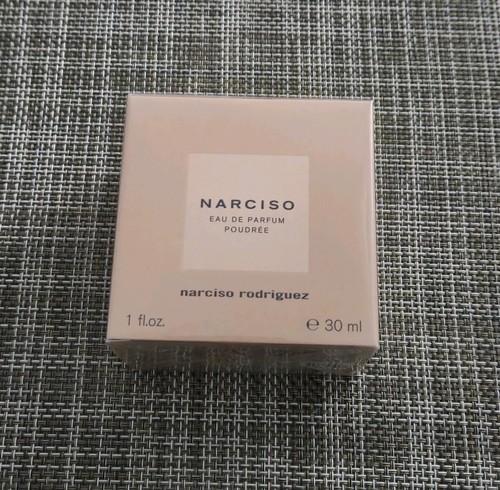 NARCISO
EAU DE PARFUM
POUDRÉE
narciso rodriguez
1 fl.oz.
℮ 30 ml